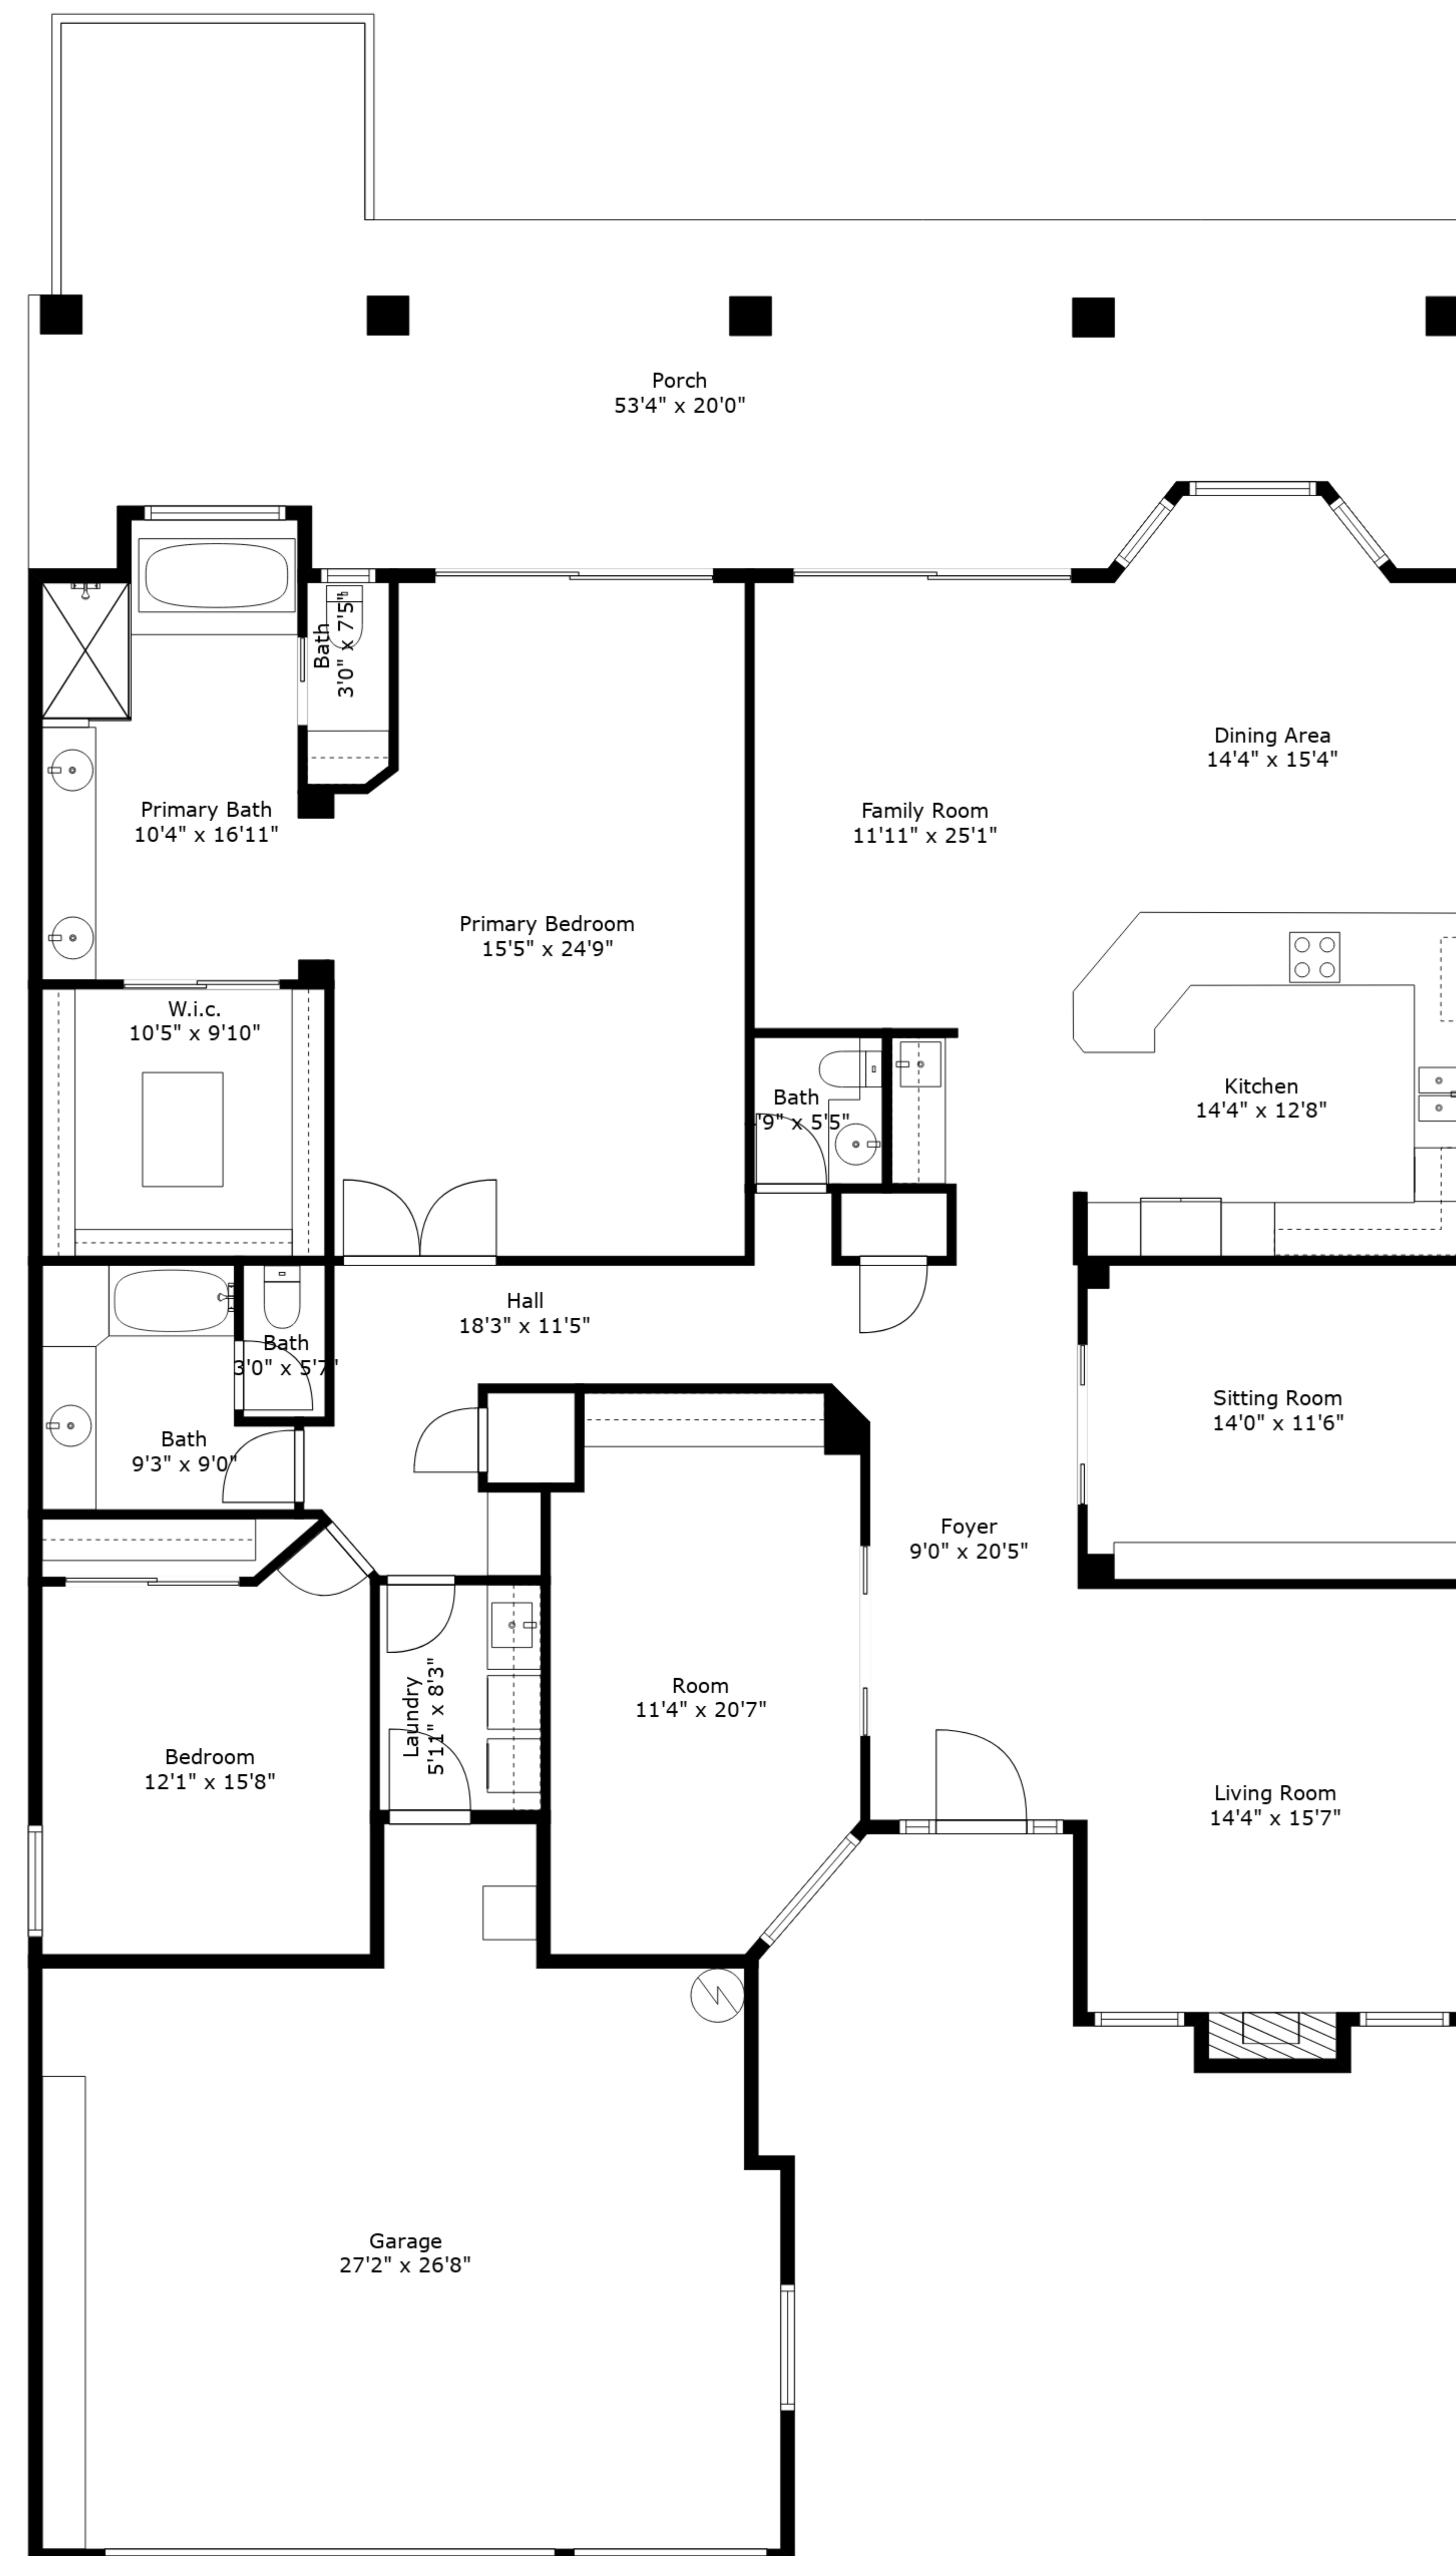 Porch
53'4" x 20'0"
Bath
3'0" x 7'5"
Dining Area
14'4" x 15'4"
Primary Bath
10'4" x 16'11"
Family Room
11'11" x 25'1"
Primary Bedroom
15'5" x 24'9"
W.i.c.
10'5" x 9'10"
Kitchen
14'4" x 12'8"
Bath
'9" x 5'5"
Hall
18'3" x 11'5"
Bath
3'0" x 5'7"
Sitting Room
14'0" x 11'6"
Bath
9'3" x 9'0"
Foyer
9'0" x 20'5"
Room
11'4" x 20'7"
Laundry
5'11" x 8'3"
Bedroom
12'1" x 15'8"
Living Room
14'4" x 15'7"
Garage
27'2" x 26'8"